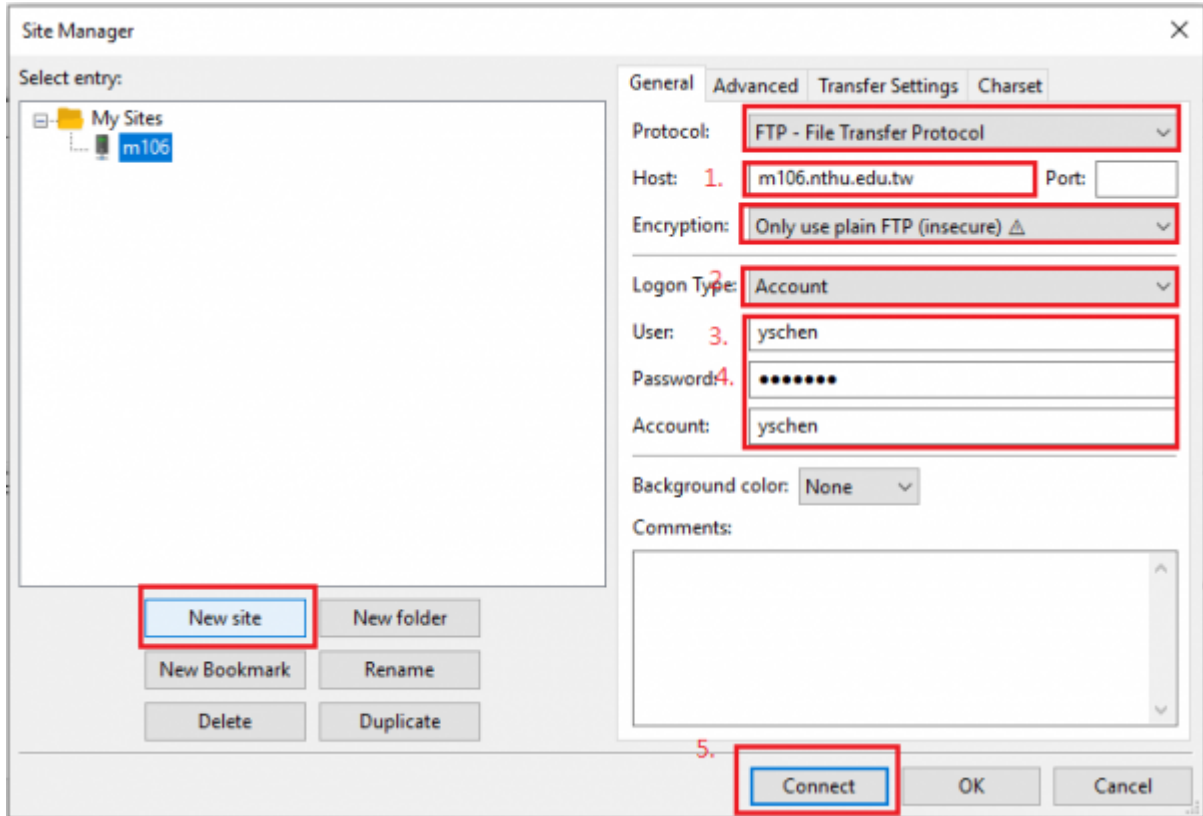 Site Manager
Select entry:
My Sites
m106
New site
New folder
New Bookmark
Rename
Delete
Duplicate
General Advanced Transfer Settings Charset
Protocol: FTP - File Transfer Protocol
Host: 1. m106.nthu.edu.tw Port:
Encryption: Only use plain FTP (insecure) ⚠
Logon Type: 2. Account
User: 3. yschen
Password: 4. •••••••
Account: yschen
Background color: None
Comments:
5.
Connect OK Cancel